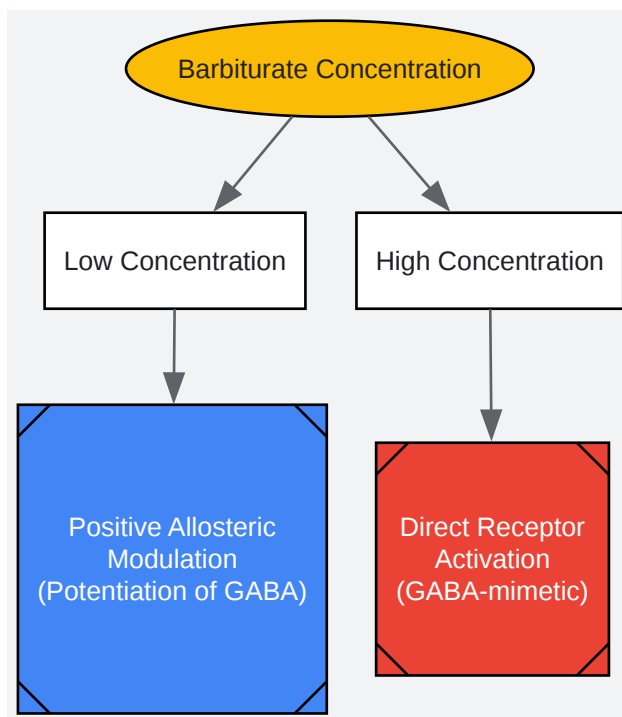 Barbiturate Concentration
Low Concentration
High Concentration
Positive Allosteric
Modulation
(Potentiation of GABA)
Direct Receptor
Activation
(GABA-mimetic)